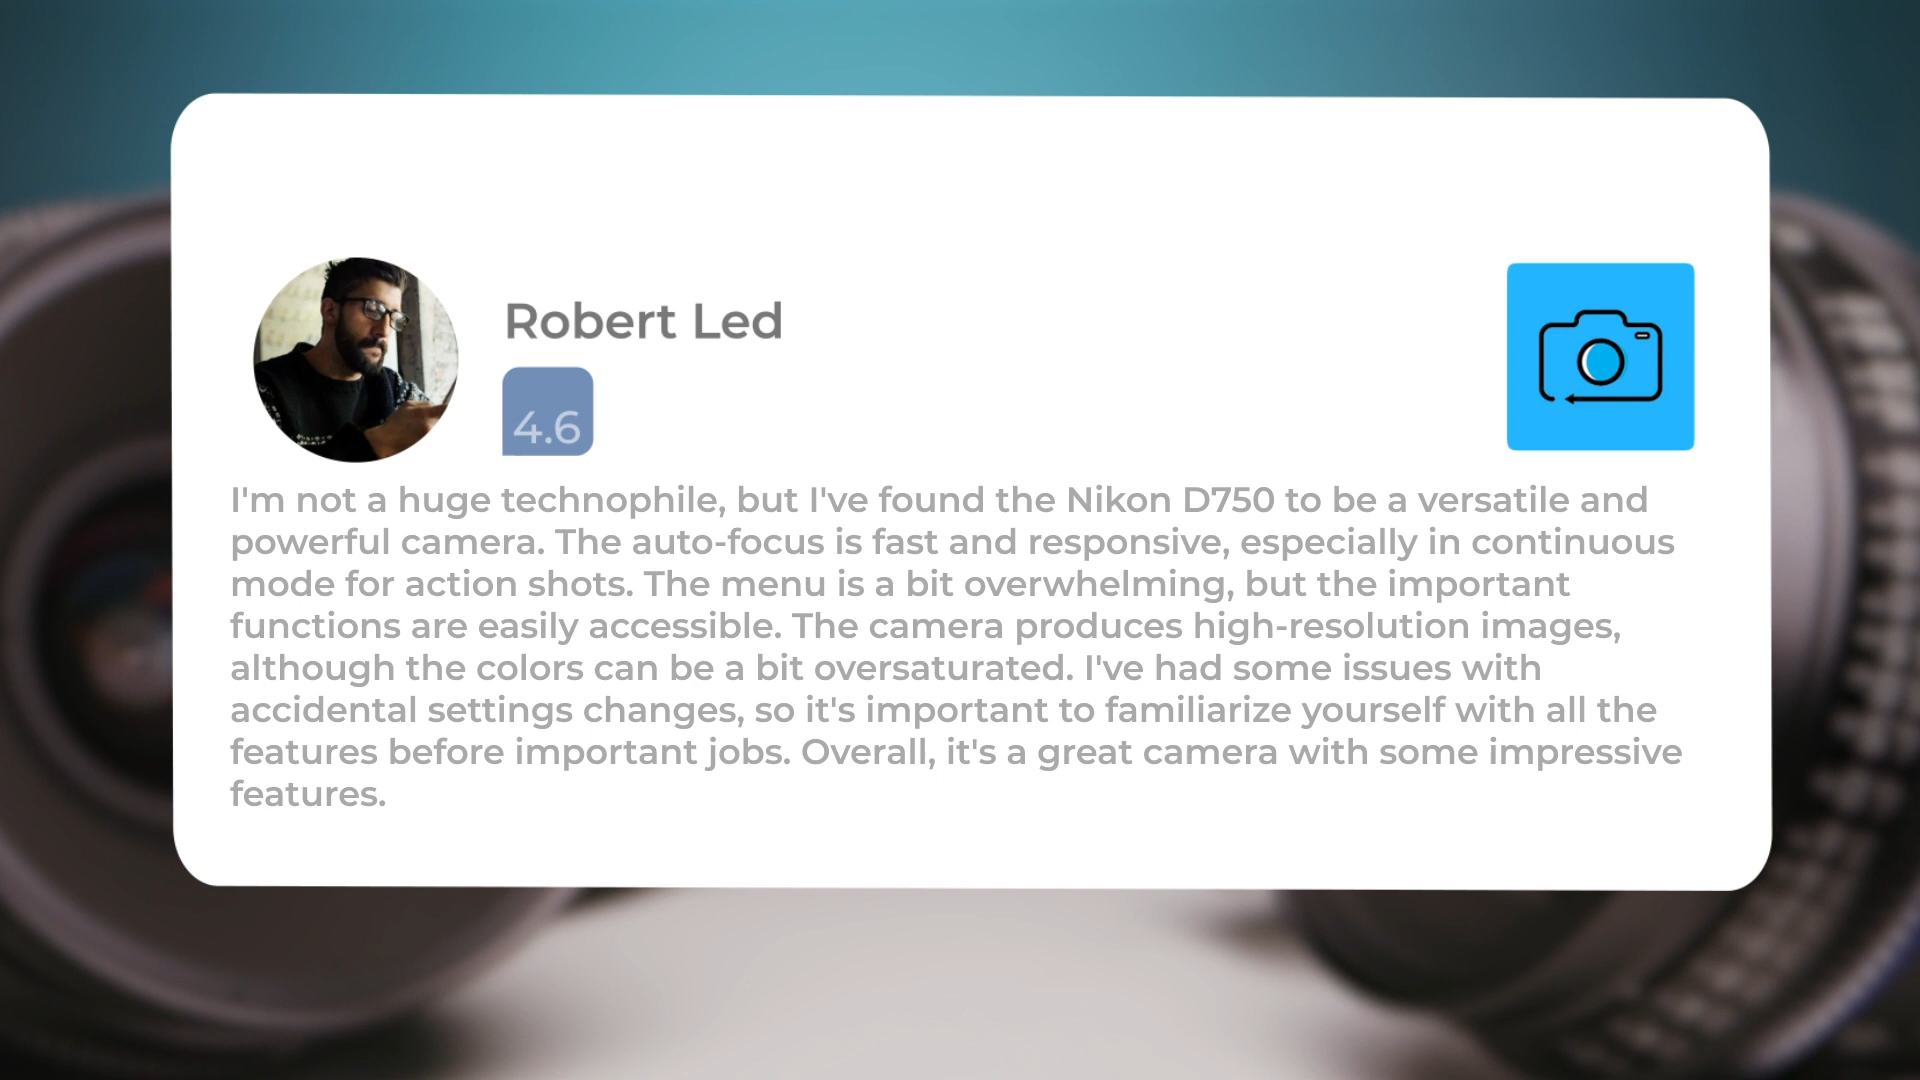 Robert Led
4.6
I'm not a huge technophile, but I've found the Nikon D750 to be a versatile and
powerful camera. The auto-focus is fast and responsive, especially in continuous
mode for action shots. The menu is a bit overwhelming, but the important
functions are easily accessible. The camera produces high-resolution images,
although the colors can be a bit oversaturated. I've had some issues with
accidental settings changes, so it's important to familiarize yourself with all the
features before important jobs. Overall, it's a great camera with some impressive
features.